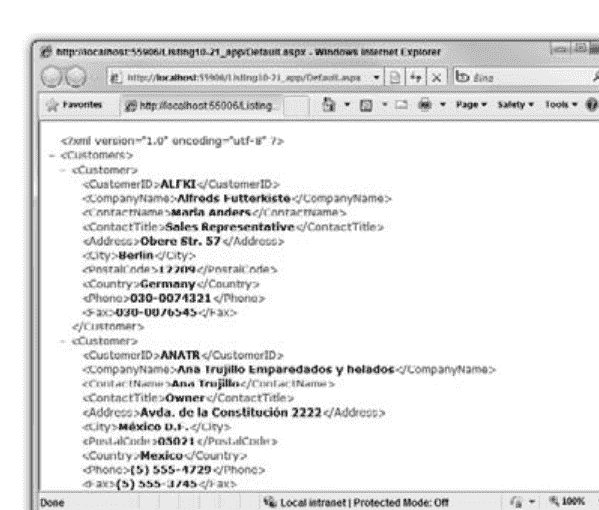 http://localhost:55906/Listing10-21_app/Default.aspx - Windows Internet Explorer
http://localhost:55906/Listing10-21_app/Default.aspx
Bing
Favorites http://localhost:55906/Listing... Page Safety Tools
<?xml version="1.0" encoding="utf-8" ?>
- <Customers>
- <Customer>
<CustomerID>ALFKI</CustomerID>
<CompanyName>Alfreds Futterkiste</CompanyName>
<ContactName>Maria Anders</ContactName>
<ContactTitle>Sales Representative</ContactTitle>
<Address>Obere Str. 57</Address>
<City>Berlin</City>
<PostalCode>12209</PostalCode>
<Country>Germany</Country>
<Phone>030-0074321</Phone>
<Fax>030-0076545</Fax>
</Customer>
- <Customer>
<CustomerID>ANATR</CustomerID>
<CompanyName>Ana Trujillo Emparedados y helados</CompanyName>
<ContactName>Ana Trujillo</ContactName>
<ContactTitle>Owner</ContactTitle>
<Address>Avda. de la Constitución 2222</Address>
<City>México D.F.</City>
<PostalCode>05021</PostalCode>
<Country>Mexico</Country>
<Phone>(5) 555-4729</Phone>
<Fax>(5) 555-3745</Fax>
Done Local intranet | Protected Mode: Off 100%